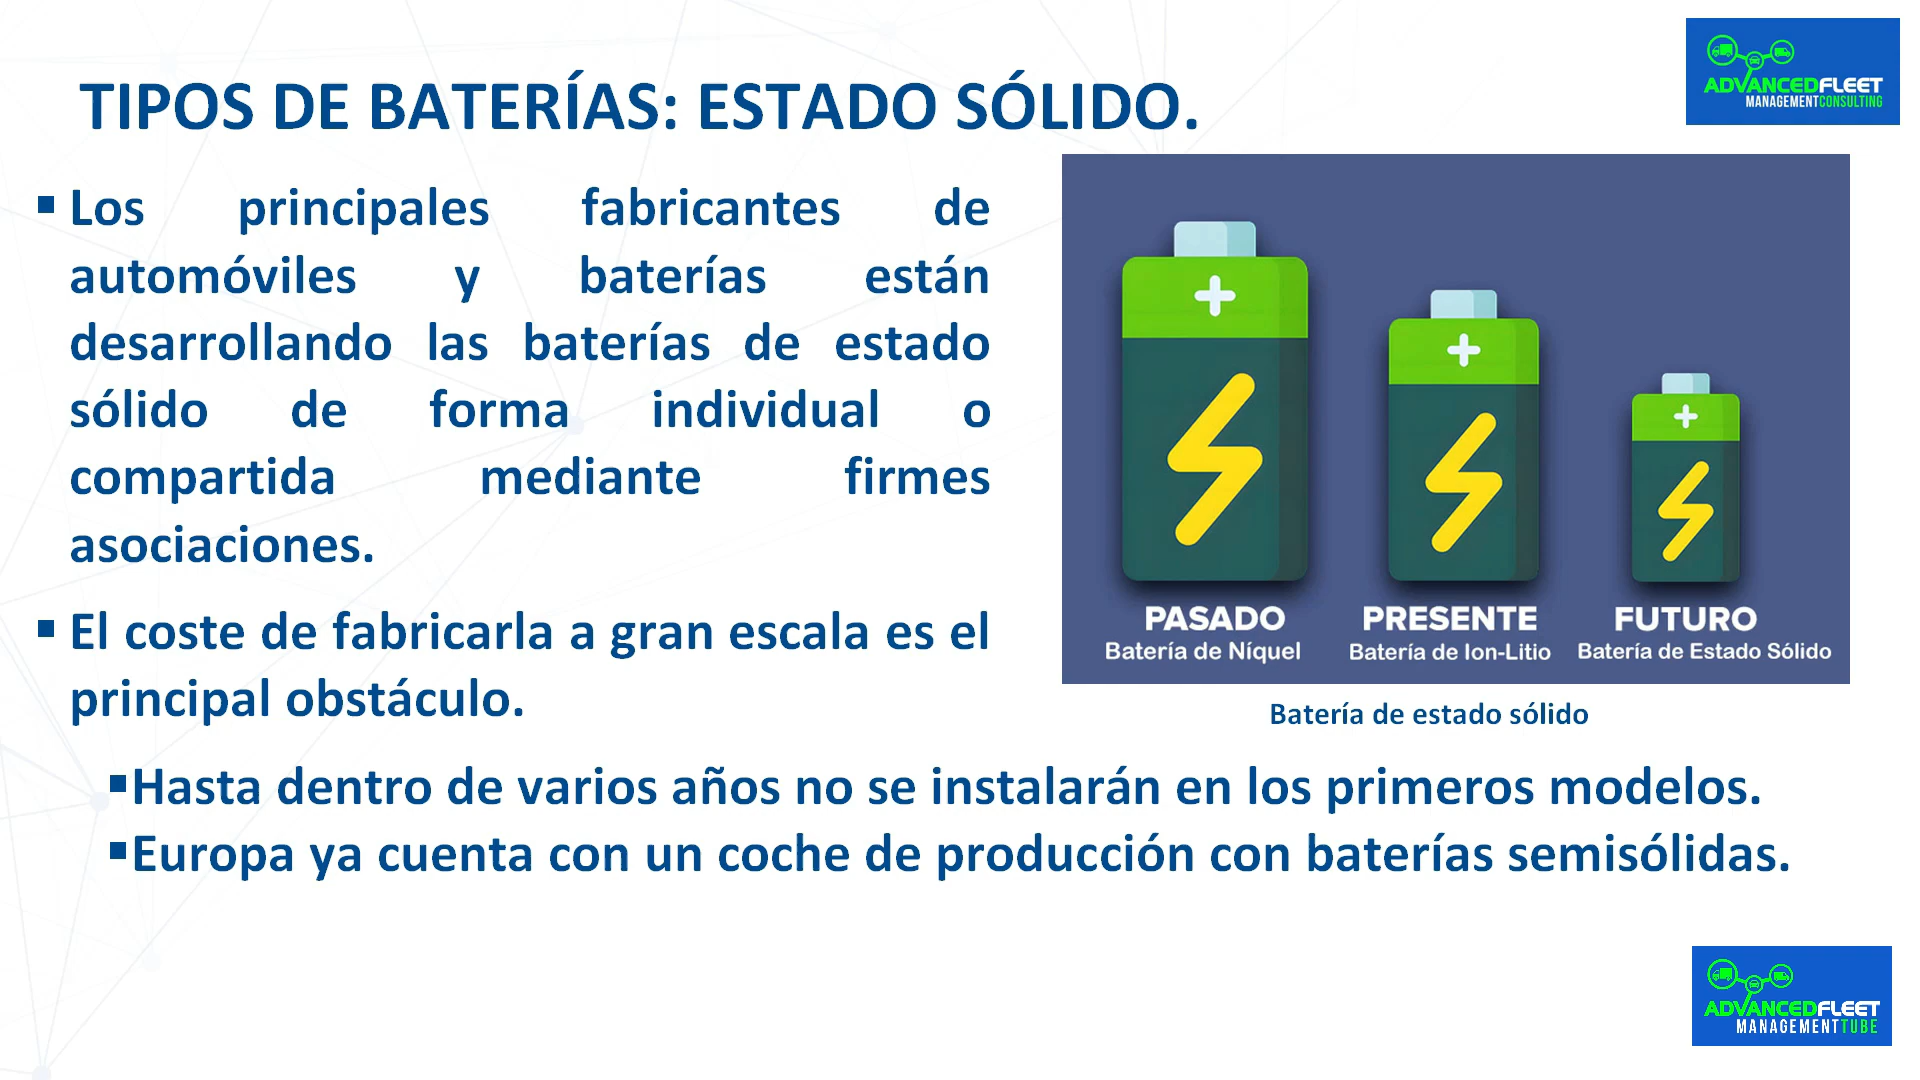 TIPOS DE BATERÍAS: ESTADO SÓLIDO.
ADVANCEDFLEET
MANAGEMENTCONSULTING
▪ Los principales fabricantes de
automóviles y baterías están
desarrollando las baterías de estado
sólido de forma individual o
compartida mediante firmes
asociaciones.
▪ El coste de fabricarla a gran escala es el
principal obstáculo.
PASADO
Batería de Níquel
PRESENTE
Batería de Ion-Litio
FUTURO
Batería de Estado Sólido
Batería de estado sólido
▪Hasta dentro de varios años no se instalarán en los primeros modelos.
▪Europa ya cuenta con un coche de producción con baterías semisólidas.
ADVANCEDFLEET
MANAGEMENTTUBE